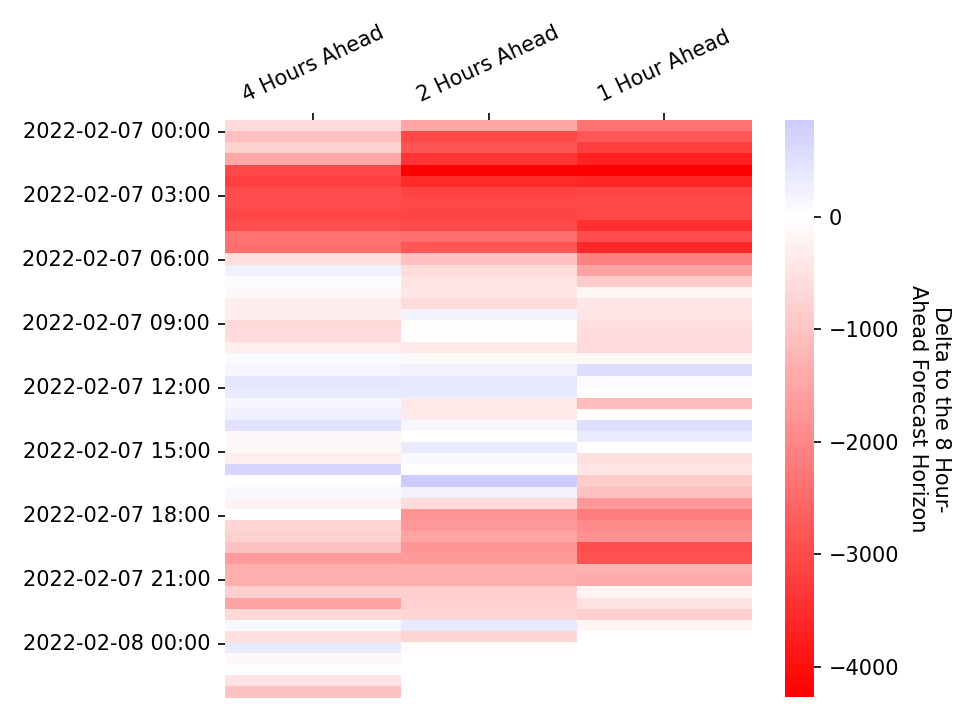 4 Hours Ahead
2 Hours Ahead
1 Hour Ahead
2022-02-07 00:00
2022-02-07 03:00
2022-02-07 06:00
2022-02-07 09:00
2022-02-07 12:00
2022-02-07 15:00
2022-02-07 18:00
2022-02-07 21:00
2022-02-08 00:00
0
−1000
−2000
−3000
−4000
Delta to the 8 Hour-
Ahead Forecast Horizon